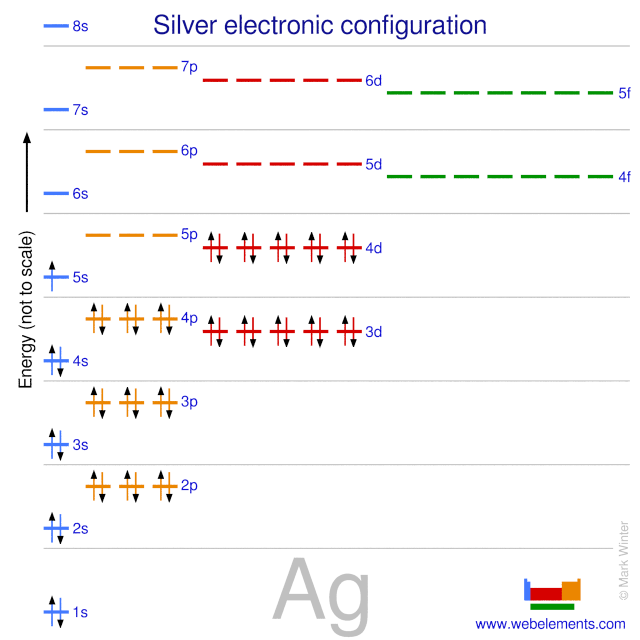 Silver electronic configuration
8s
7p
6d
5f
7s
6p
5d
4f
6s
5p
4d
5s
4p
3d
4s
3p
3s
2p
2s
1s
Energy (not to scale)
Ag
© Mark Winter
www.webelements.com